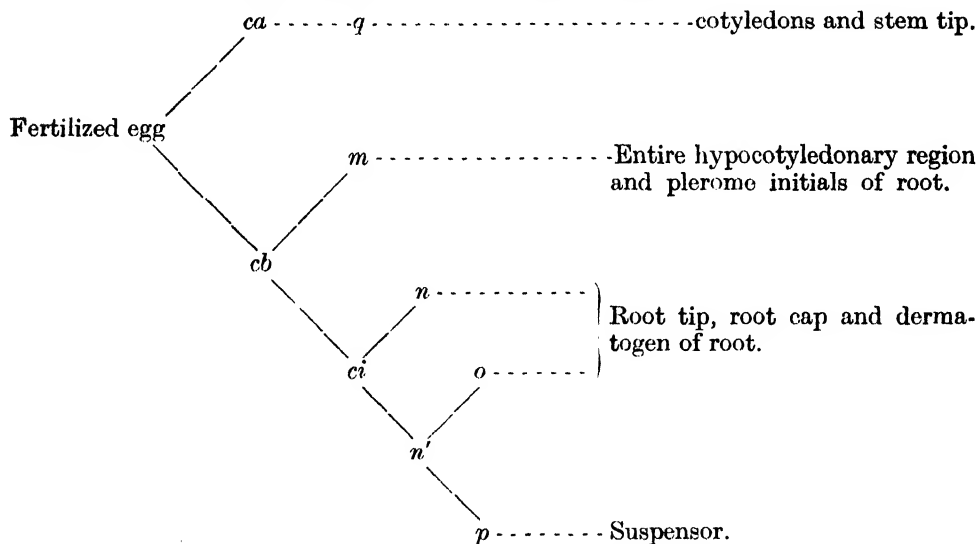 ca q cotyledons and stem tip.
Fertilized egg
m Entire hypocotyledonary region
and plerome initials of root.
cb
n
Root tip, root cap and derma-
togen of root.
ci o
n′
p Suspensor.